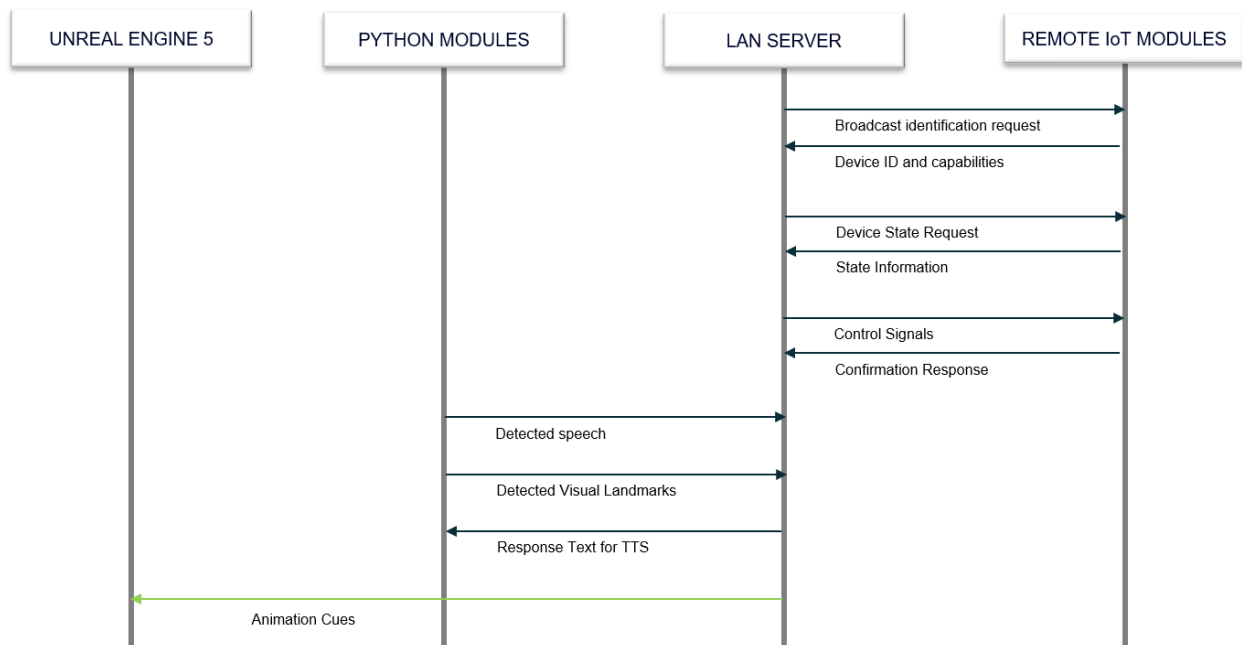 UNREAL ENGINE 5
PYTHON MODULES
LAN SERVER
REMOTE IoT MODULES
Broadcast identification request
Device ID and capabilities
Device State Request
State Information
Control Signals
Confirmation Response
Detected speech
Detected Visual Landmarks
Response Text for TTS
Animation Cues